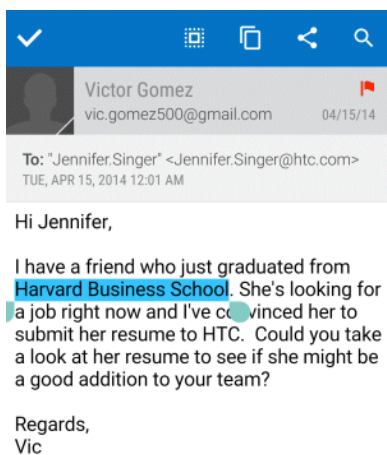 Victor Gomez
vic.gomez500@gmail.com 04/15/14
To: "Jennifer.Singer" <Jennifer.Singer@htc.com>
TUE, APR 15, 2014 12:01 AM
Hi Jennifer,
I have a friend who just graduated from
Harvard Business School. She's looking for
a job right now and I've convinced her to
submit her resume to HTC.  Could you take
a look at her resume to see if she might be
a good addition to your team?
Regards,
Vic